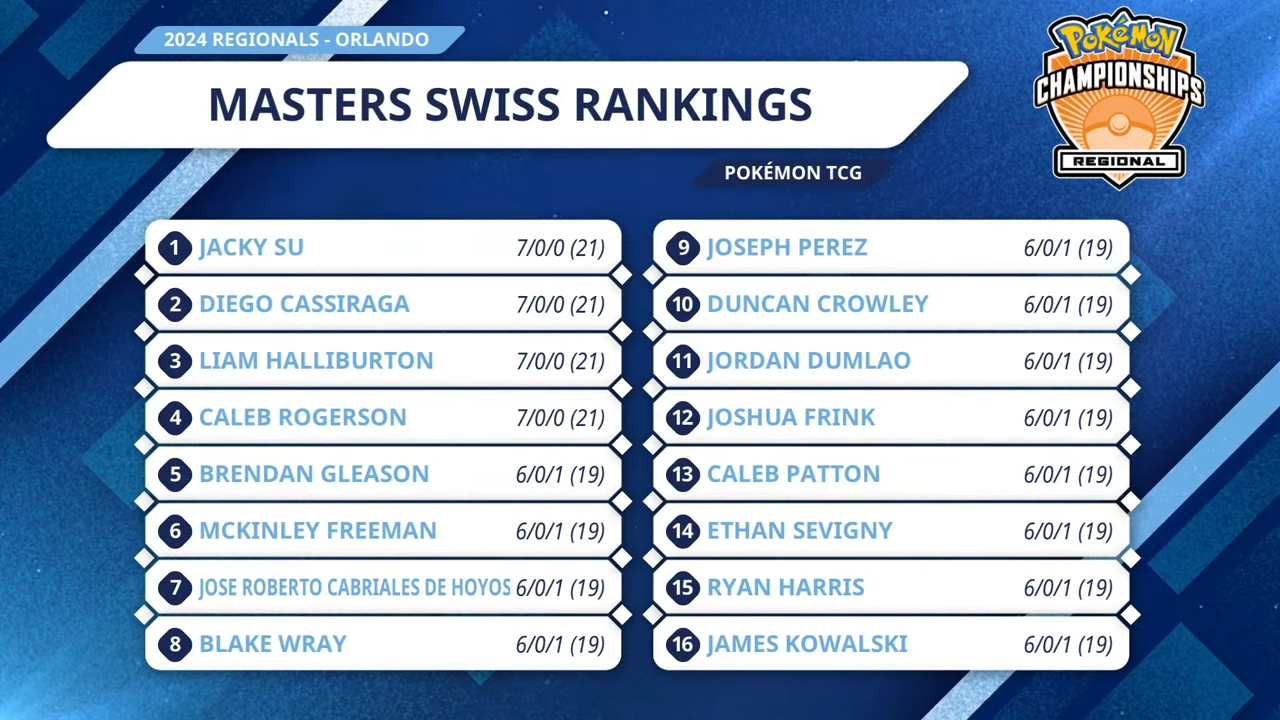 2024 REGIONALS - ORLANDO
MASTERS SWISS RANKINGS
POKÉMON TCG
Pokémon
CHAMPIONSHIPS
REGIONAL
1 JACKY SU 7/0/0 (21)
2 DIEGO CASSIRAGA 7/0/0 (21)
3 LIAM HALLIBURTON 7/0/0 (21)
4 CALEB ROGERSON 7/0/0 (21)
5 BRENDAN GLEASON 6/0/1 (19)
6 MCKINLEY FREEMAN 6/0/1 (19)
7 JOSE ROBERTO CABRIALES DE HOYOS 6/0/1 (19)
8 BLAKE WRAY 6/0/1 (19)
9 JOSEPH PEREZ 6/0/1 (19)
10 DUNCAN CROWLEY 6/0/1 (19)
11 JORDAN DUMLAO 6/0/1 (19)
12 JOSHUA FRINK 6/0/1 (19)
13 CALEB PATTON 6/0/1 (19)
14 ETHAN SEVIGNY 6/0/1 (19)
15 RYAN HARRIS 6/0/1 (19)
16 JAMES KOWALSKI 6/0/1 (19)